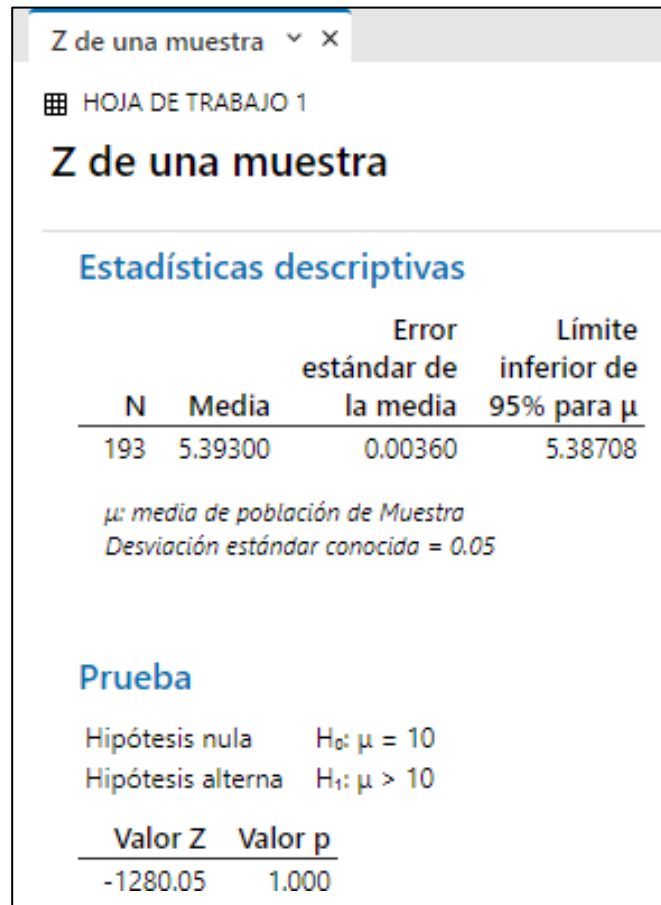 Z de una muestra
HOJA DE TRABAJO 1
Z de una muestra
Estadísticas descriptivas
Error Límite
estándar de inferior de
N Media la media 95% para μ
193 5.39300 0.00360 5.38708
μ: media de población de Muestra
Desviación estándar conocida = 0.05
Prueba
Hipótesis nula H₀: μ = 10
Hipótesis alterna H₁: μ > 10
Valor Z Valor p
-1280.05 1.000